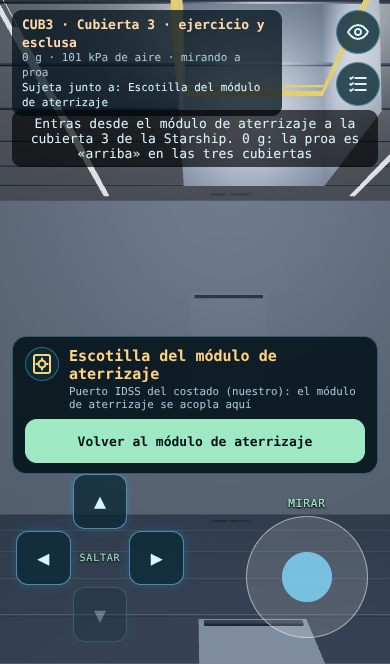 CUB3 · Cubierta 3 · ejercicio y
esclusa
0 g · 101 kPa de aire · mirando a
proa
Sujeta junto a: Escotilla del módulo
de aterrizaje
Entras desde el módulo de aterrizaje a la
cubierta 3 de la Starship. 0 g: la proa es
«arriba» en las tres cubiertas
Escotilla del módulo de
aterrizaje
Puerto IDSS del costado (nuestro): el módulo
de aterrizaje se acopla aquí
Volver al módulo de aterrizaje
MIRAR
SALTAR